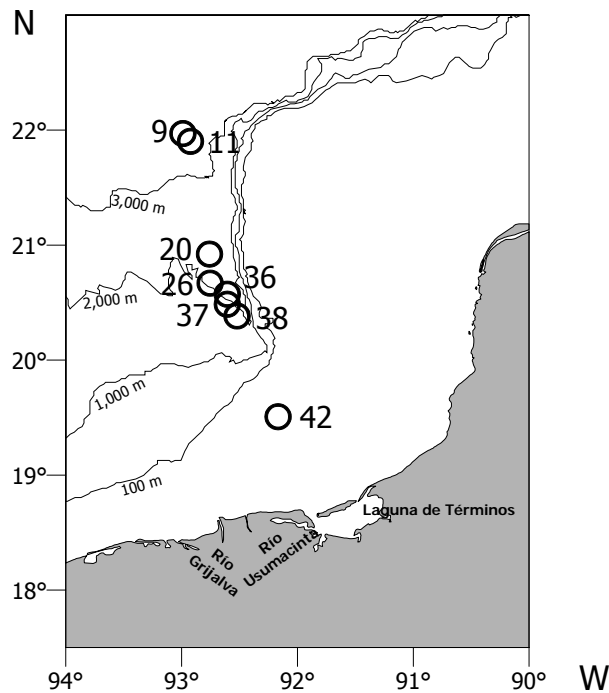 N
22°
9
11
3,000 m
21°
20
36
26
2,000 m
37
38
20°
1,000 m
42
19°
100 m
Laguna de Términos
Río
Grijalva
Río
Usumacinta
18°
94°
93°
92°
91°
90°
W